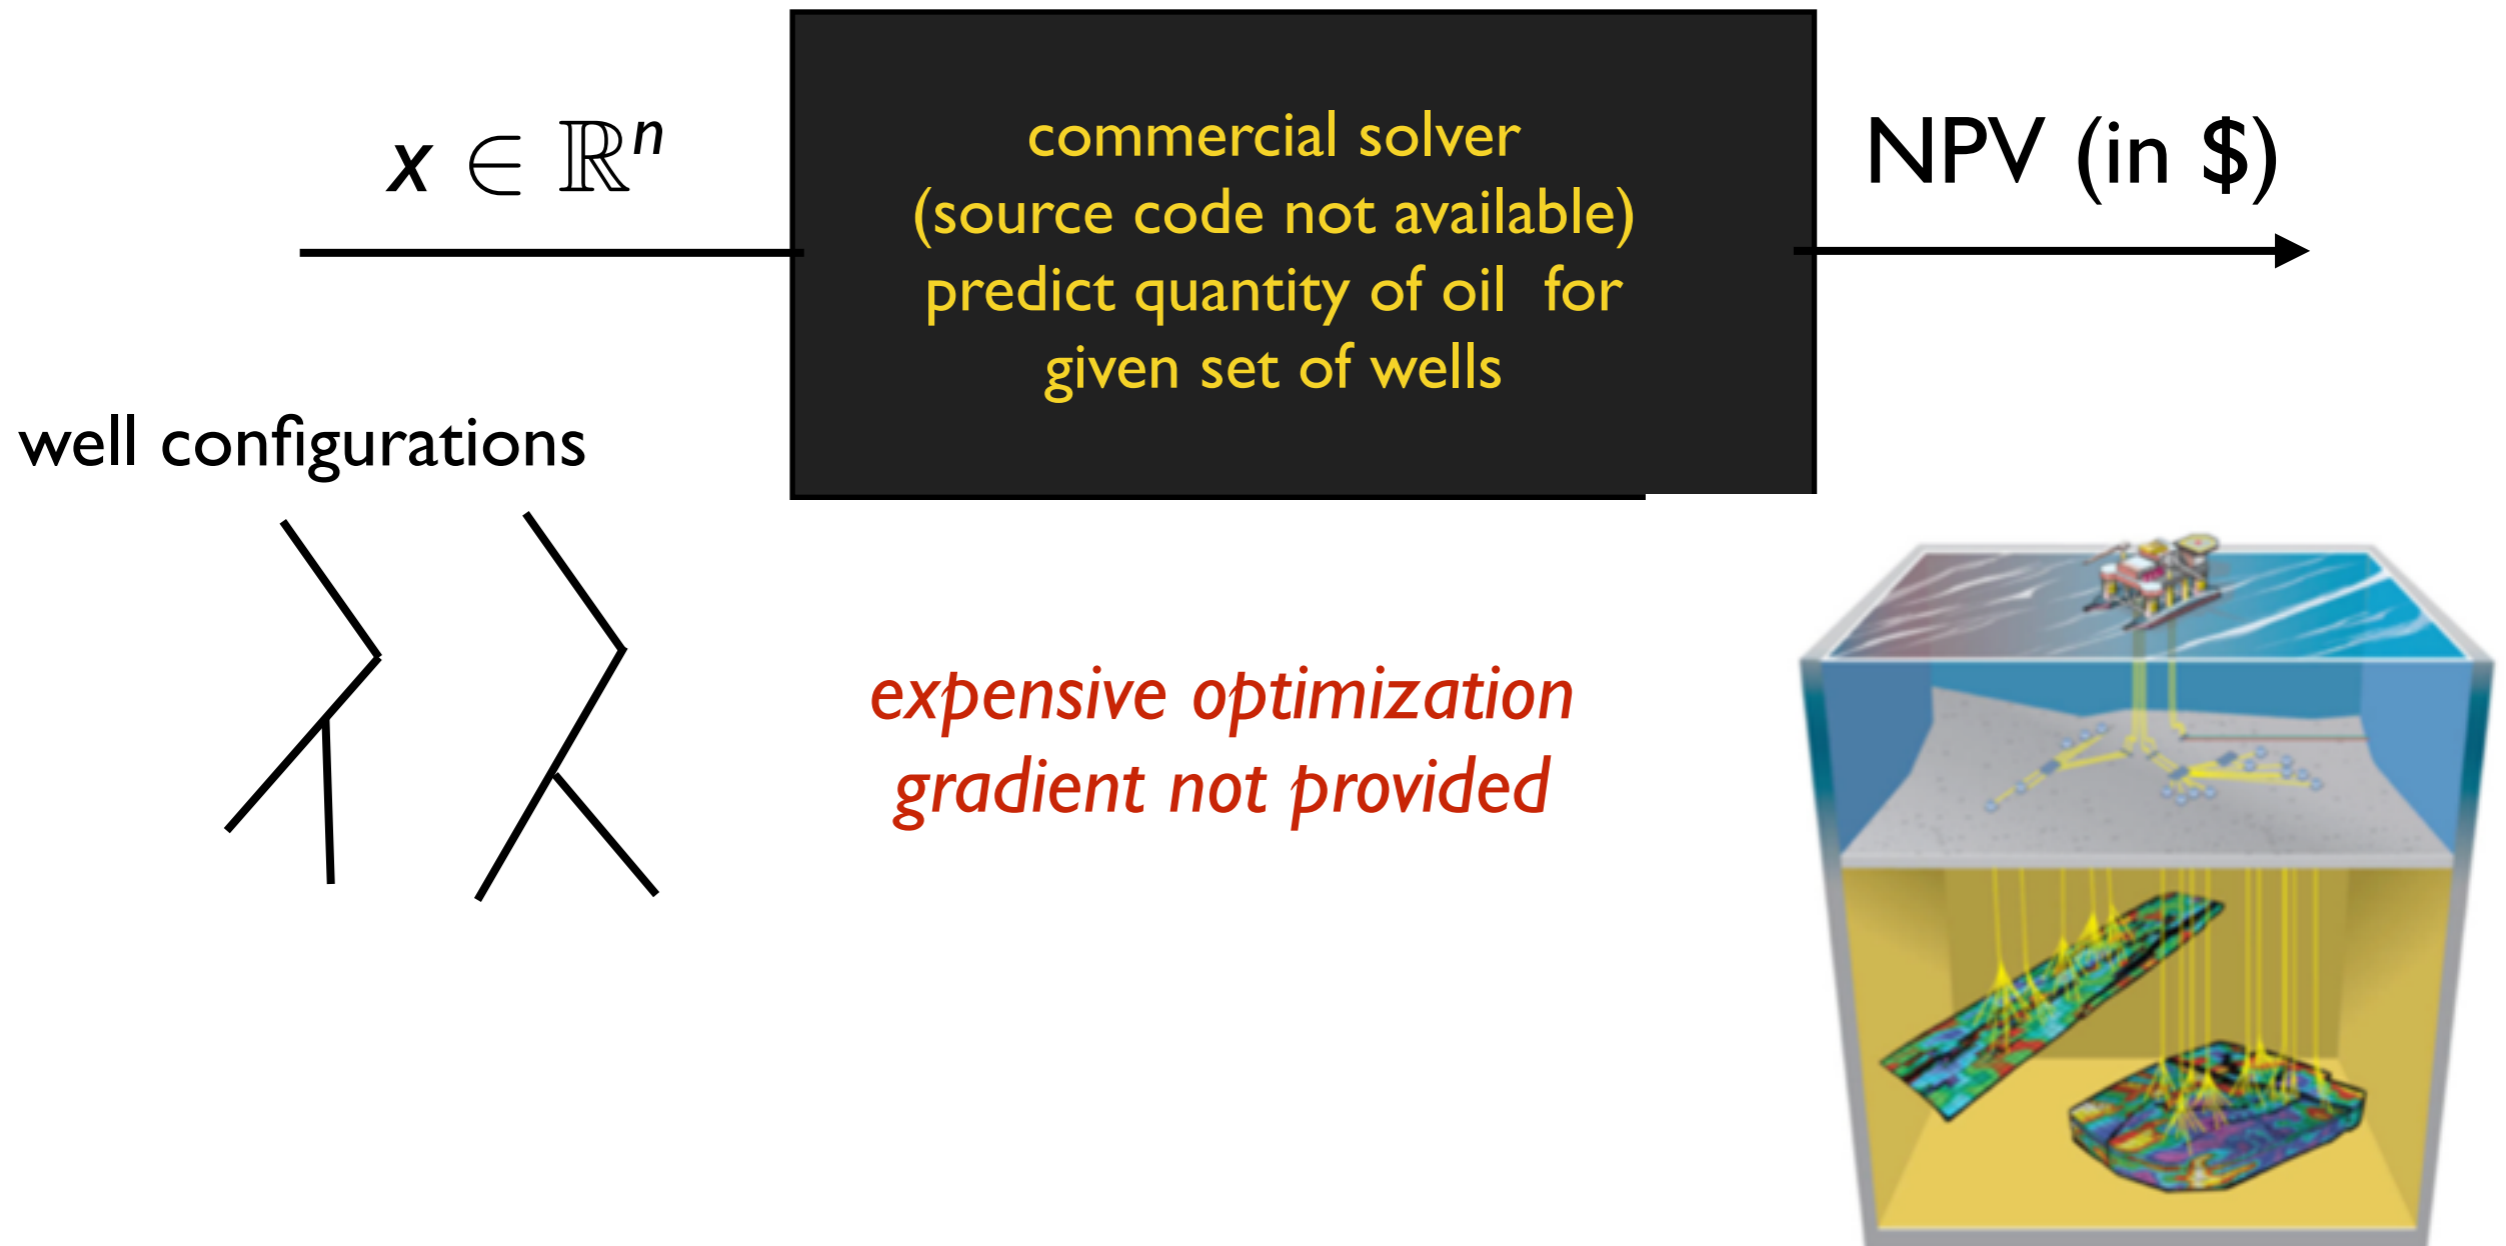 x ∈ ℝⁿ
commercial solver
(source code not available)
predict quantity of oil for
given set of wells
NPV (in $)
well configurations
expensive optimization
gradient not provided